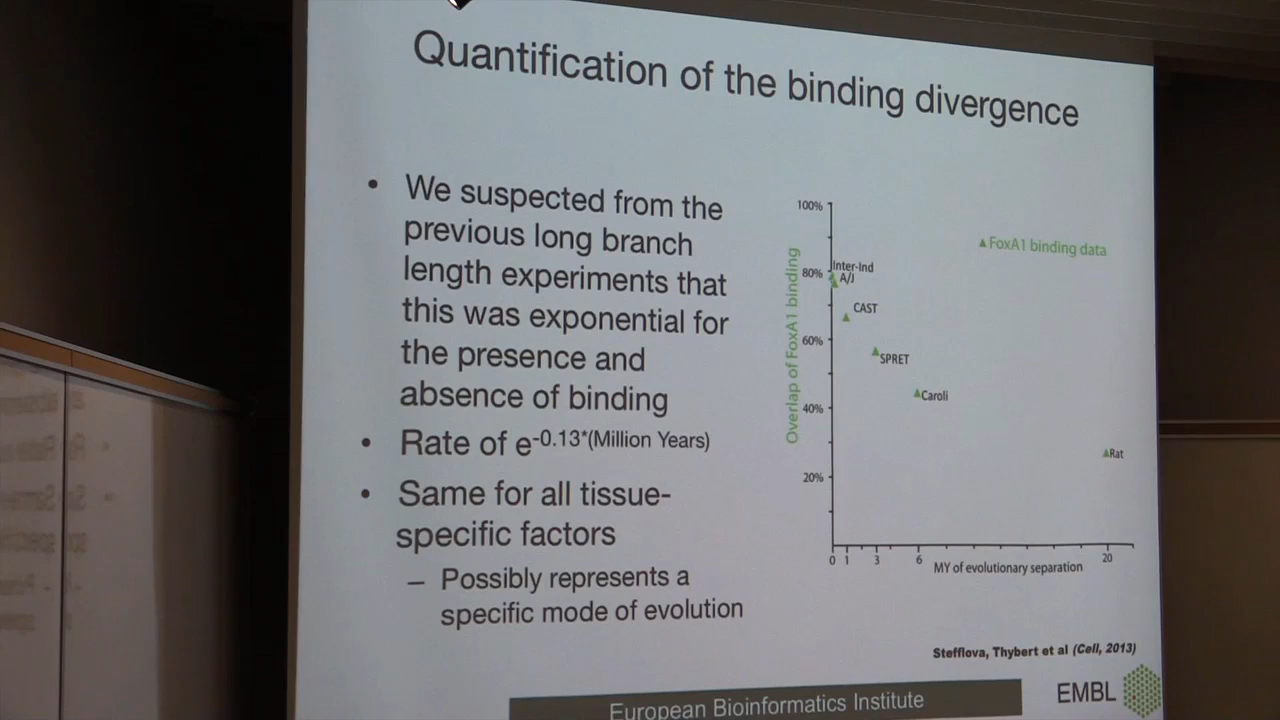 Quantification of the binding divergence
• We suspected from the
previous long branch
length experiments that
this was exponential for
the presence and
absence of binding
• Rate of e-0.13*(Million Years)
• Same for all tissue-
specific factors
– Possibly represents a
specific mode of evolution
100%
80%
60%
40%
20%
Overlap of FoxA1 binding
FoxA1 binding data
Inter-ind
A/J
CAST
SPRET
Caroli
Rat
0 1 3 6 20
MY of evolutionary separation
Stefflova, Thybert et al (Cell, 2013)
European Bioinformatics Institute
EMBL